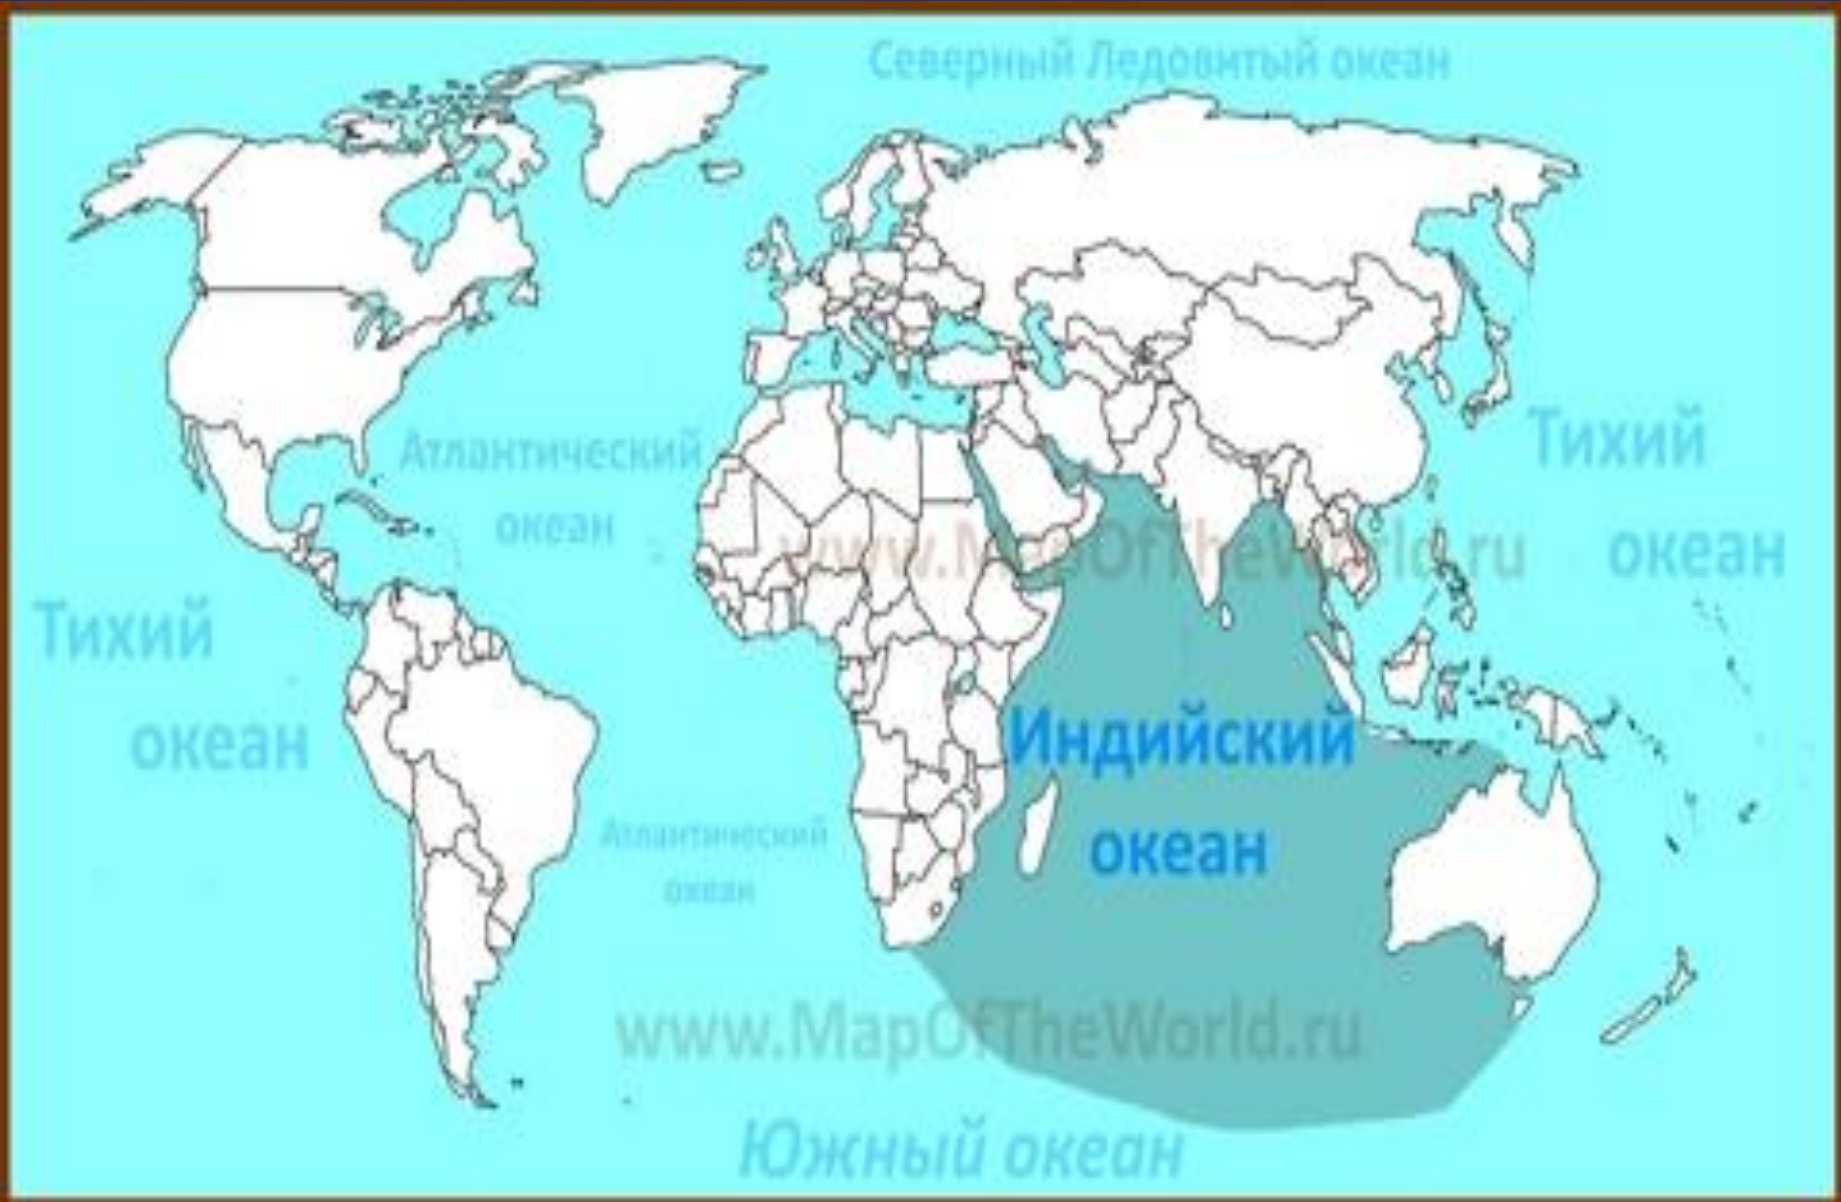 Северный Ледовитый океан
Атлантический
океан
Тихий
океан
www.MapOfTheWorld.ru
Тихий
океан
Индийский
океан
Атлантический
океан
www.MapOfTheWorld.ru
Южный океан